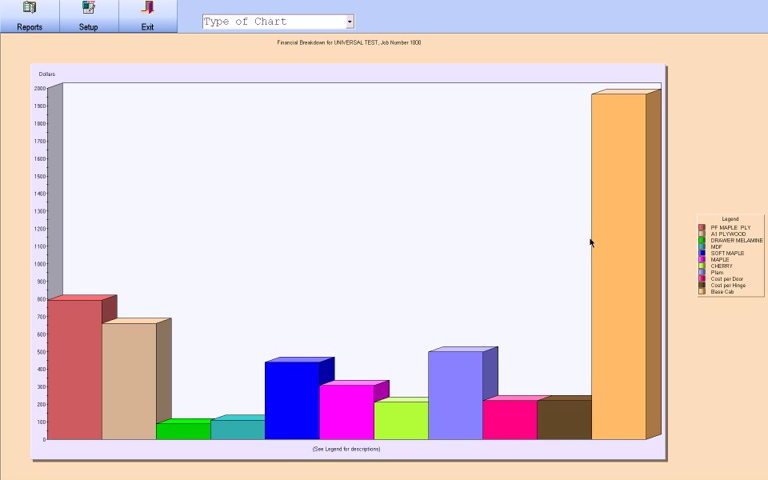 Reports Setup Exit
Type of Chart
Financial Breakdown for UNIVERSAL TEST, Job Number 1808
Dollars
2000
1900
1800
1700
1600
1500
1400
1300
1200
1100
1000
900
800
700
600
500
400
300
200
100
0
(See Legend for descriptions)
Legend
PF MAPLE PLY
A1 PLYWOOD
DRAWER MELAMINE
MDF
SOFT MAPLE
MAPLE
CHERRY
Plam
Cost per Door
Cost per Hinge
Base Cab